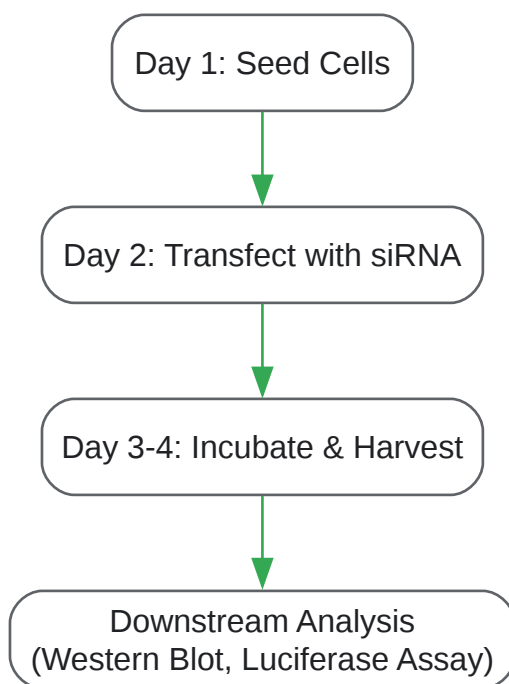 Day 1: Seed Cells
Day 2: Transfect with siRNA
Day 3-4: Incubate & Harvest
Downstream Analysis
(Western Blot, Luciferase Assay)